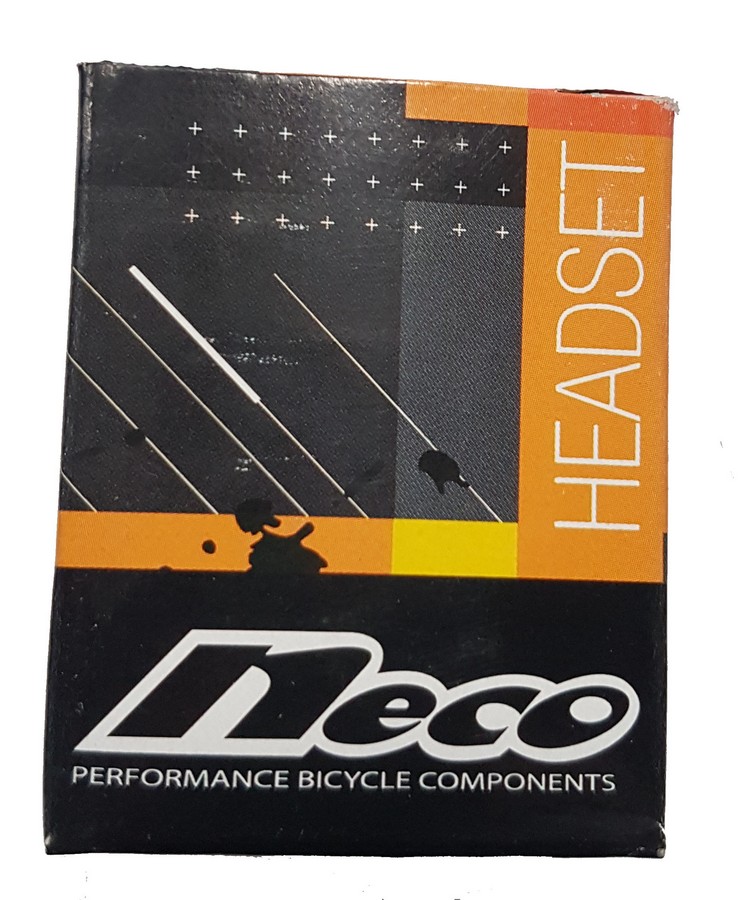 HEADSET
neco
PERFORMANCE BICYCLE COMPONENTS